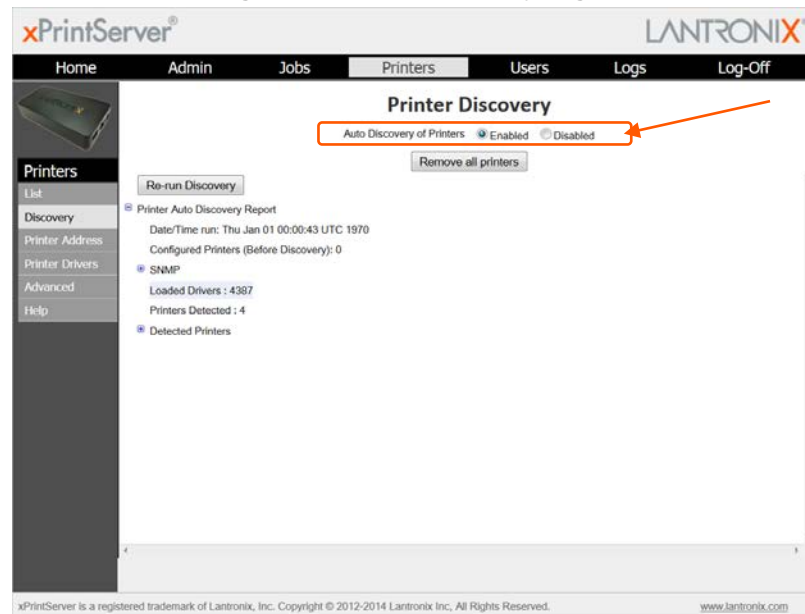 xPrintServer®
LANTRONIX®
Home Admin Jobs Printers Users Logs Log-Off
Printer Discovery
Auto Discovery of Printers Enabled Disabled
Remove all printers
Printers
List
Discovery
Printer Address
Printer Drivers
Advanced
Help
Re-run Discovery
Printer Auto Discovery Report
Date/Time run: Thu Jan 01 00:00:43 UTC 1970
Configured Printers (Before Discovery): 0
SNMP
Loaded Drivers : 4387
Printers Detected : 4
Detected Printers
xPrintServer is a registered trademark of Lantronix, Inc. Copyright © 2012-2014 Lantronix Inc, All Rights Reserved.
www.lantronix.com